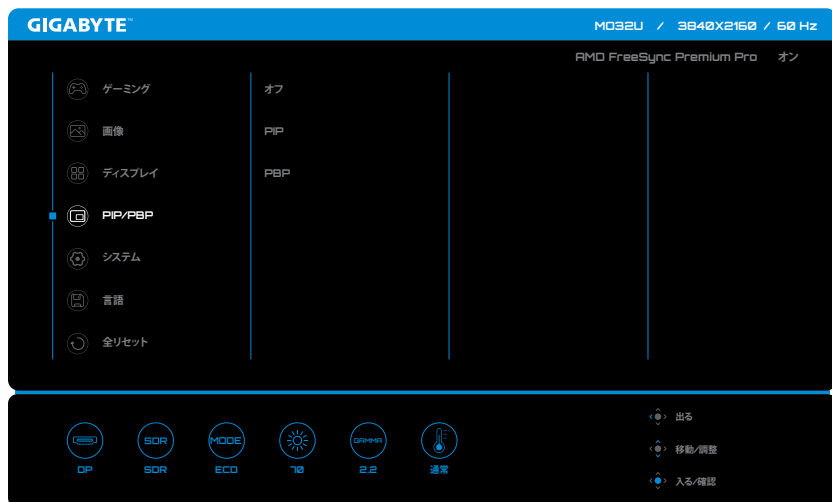 GIGABYTE™
MO32U / 3840X2160 / 60 Hz
AMD FreeSync Premium Pro オン
ゲーミング
オフ
画像
PIP
ディスプレイ
PBP
PIP/PBP
システム
言語
全リセット
SDR
MODE
GAMMA
DP
SDR
ECO
70
2.2
通常
出る
移動/調整
入る/確認